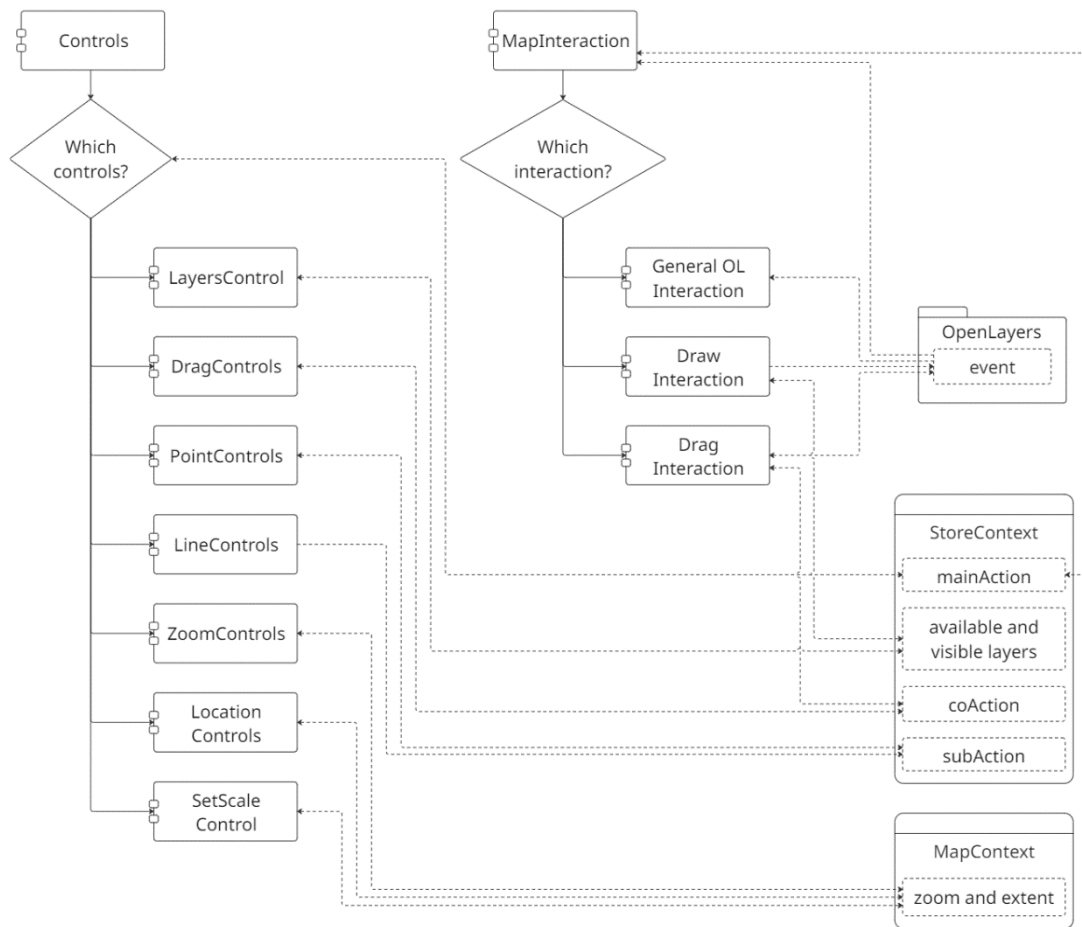 Controls
MapInteraction
Which
controls?
Which
interaction?
LayersControl
General OL
Interaction
OpenLayers
event
DragControls
Draw
Interaction
PointControls
Drag
Interaction
LineControls
StoreContext
mainAction
available and
visible layers
coAction
subAction
ZoomControls
Location
Controls
SetScale
Control
MapContext
zoom and extent